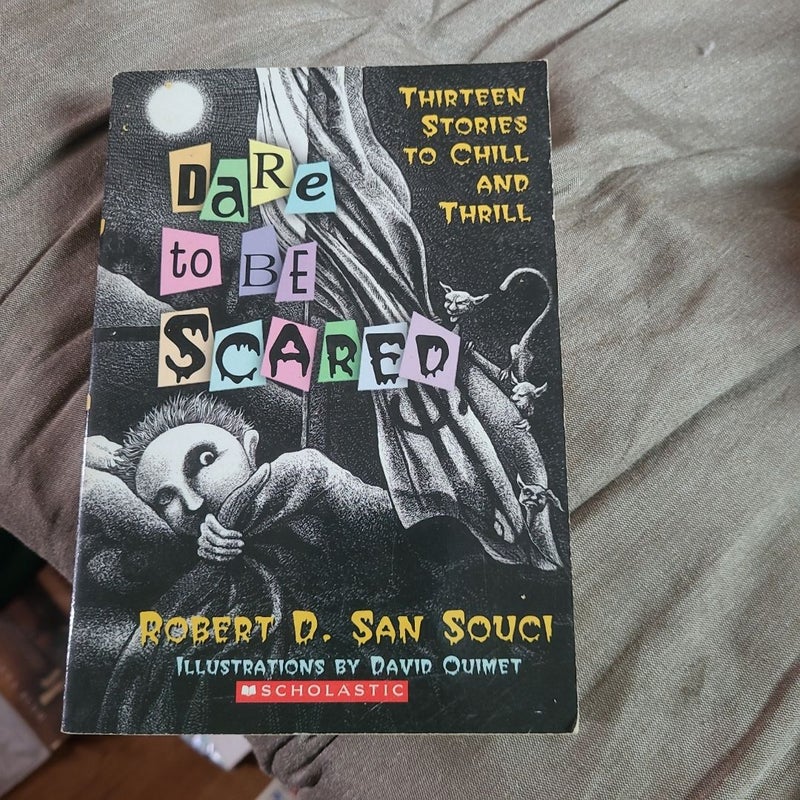 Thirteen
Stories
to Chill
and
Thrill
Dare
to BE
Scared
Robert D. San Souci
Illustrations by David Ouimet
SCHOLASTIC